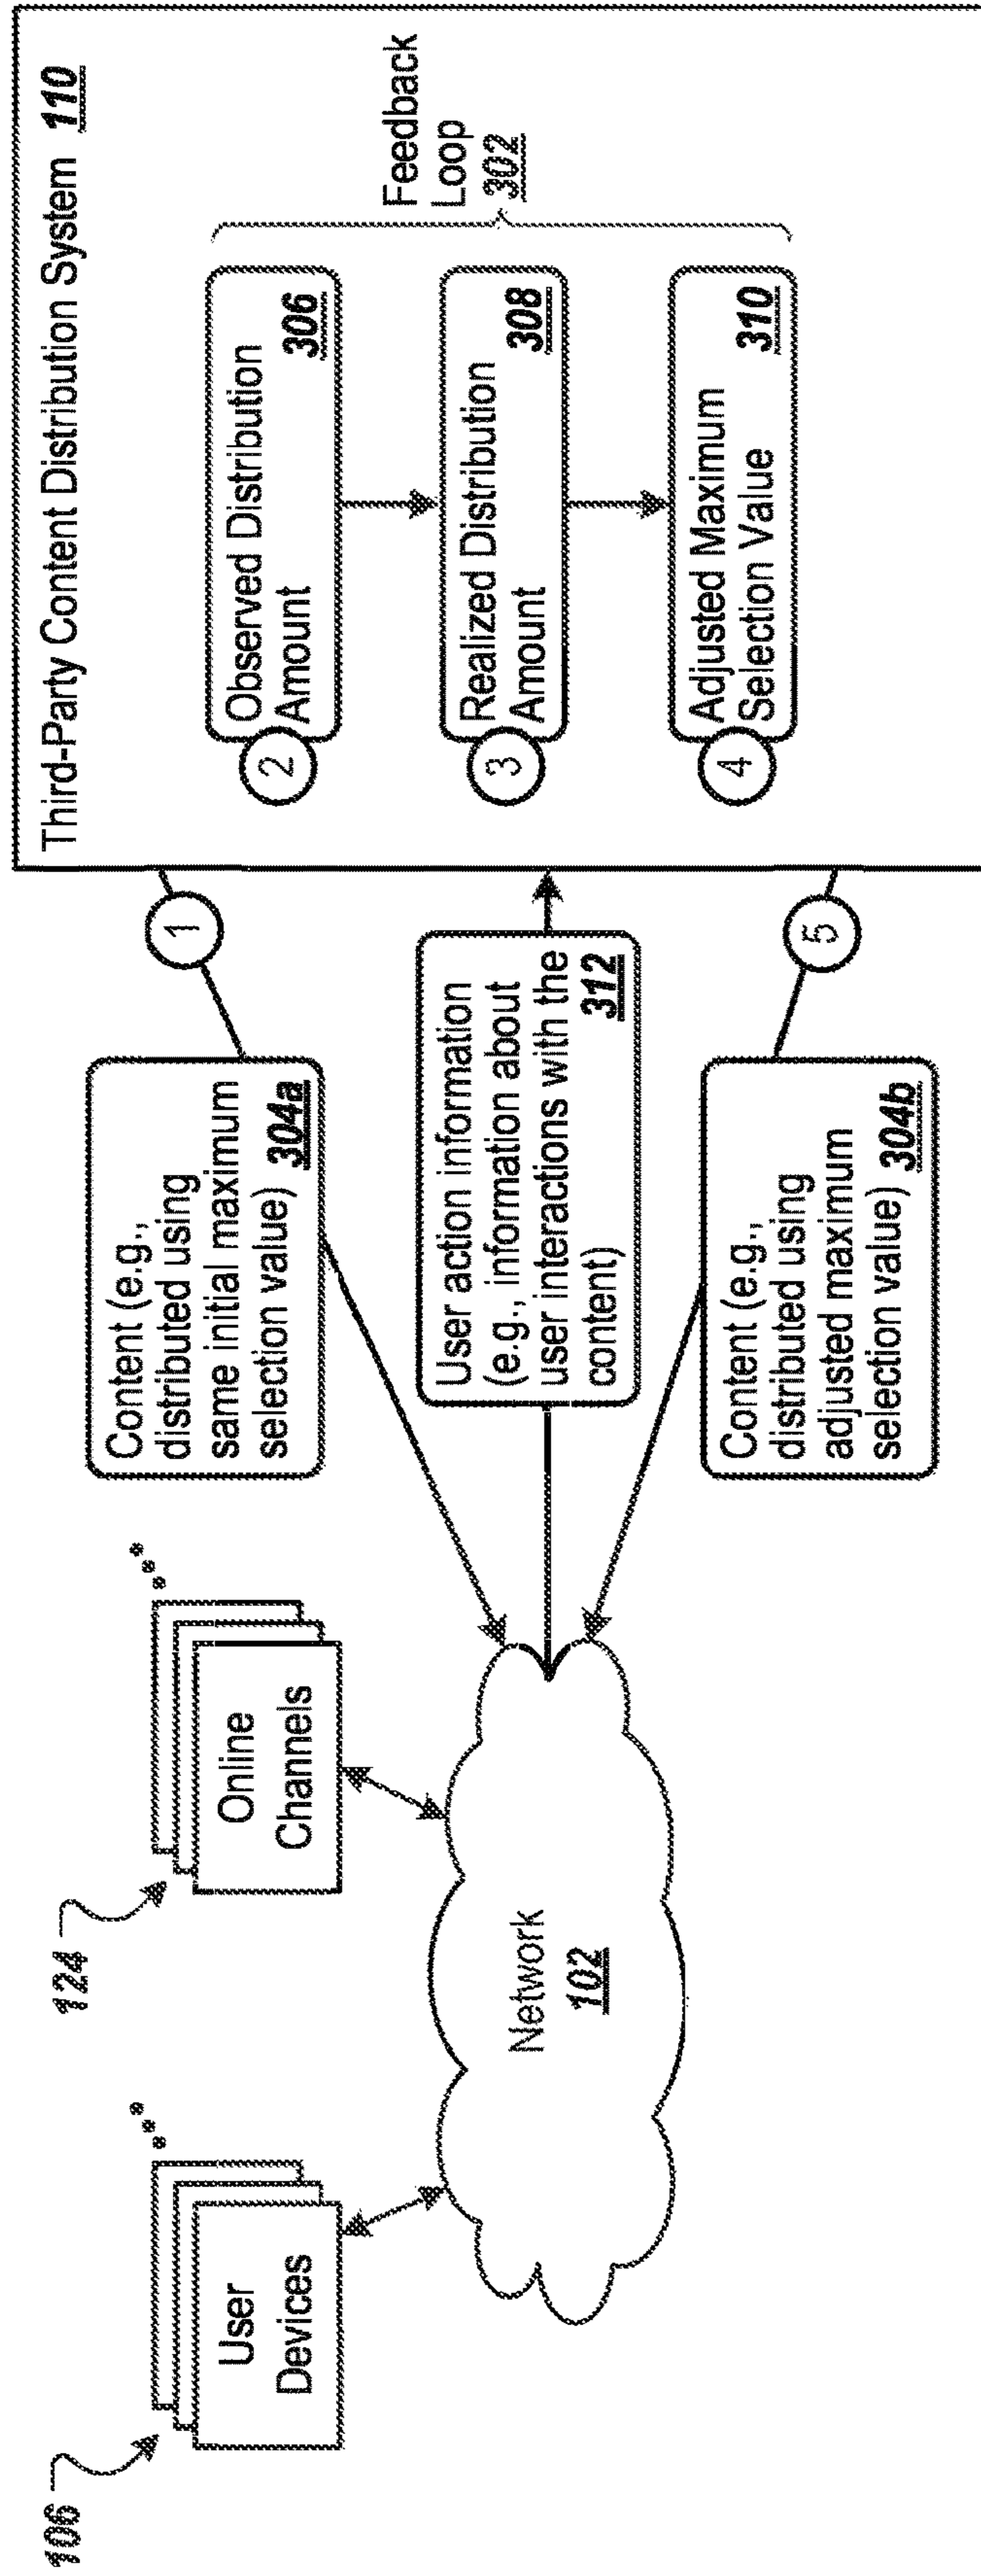 106
User
Devices
124
Online
Channels
Network
102
Content (e.g.,
distributed using
same initial maximum
selection value) 304a
1
User action information
(e.g., information about
user interactions with the
content) 312
Content (e.g.,
distributed using
adjusted maximum
selection value) 304b
5
Third-Party Content Distribution System 110
2
Observed Distribution
Amount 306
3
Realized Distribution
Amount 308
4
Adjusted Maximum
Selection Value 310
Feedback
Loop
302